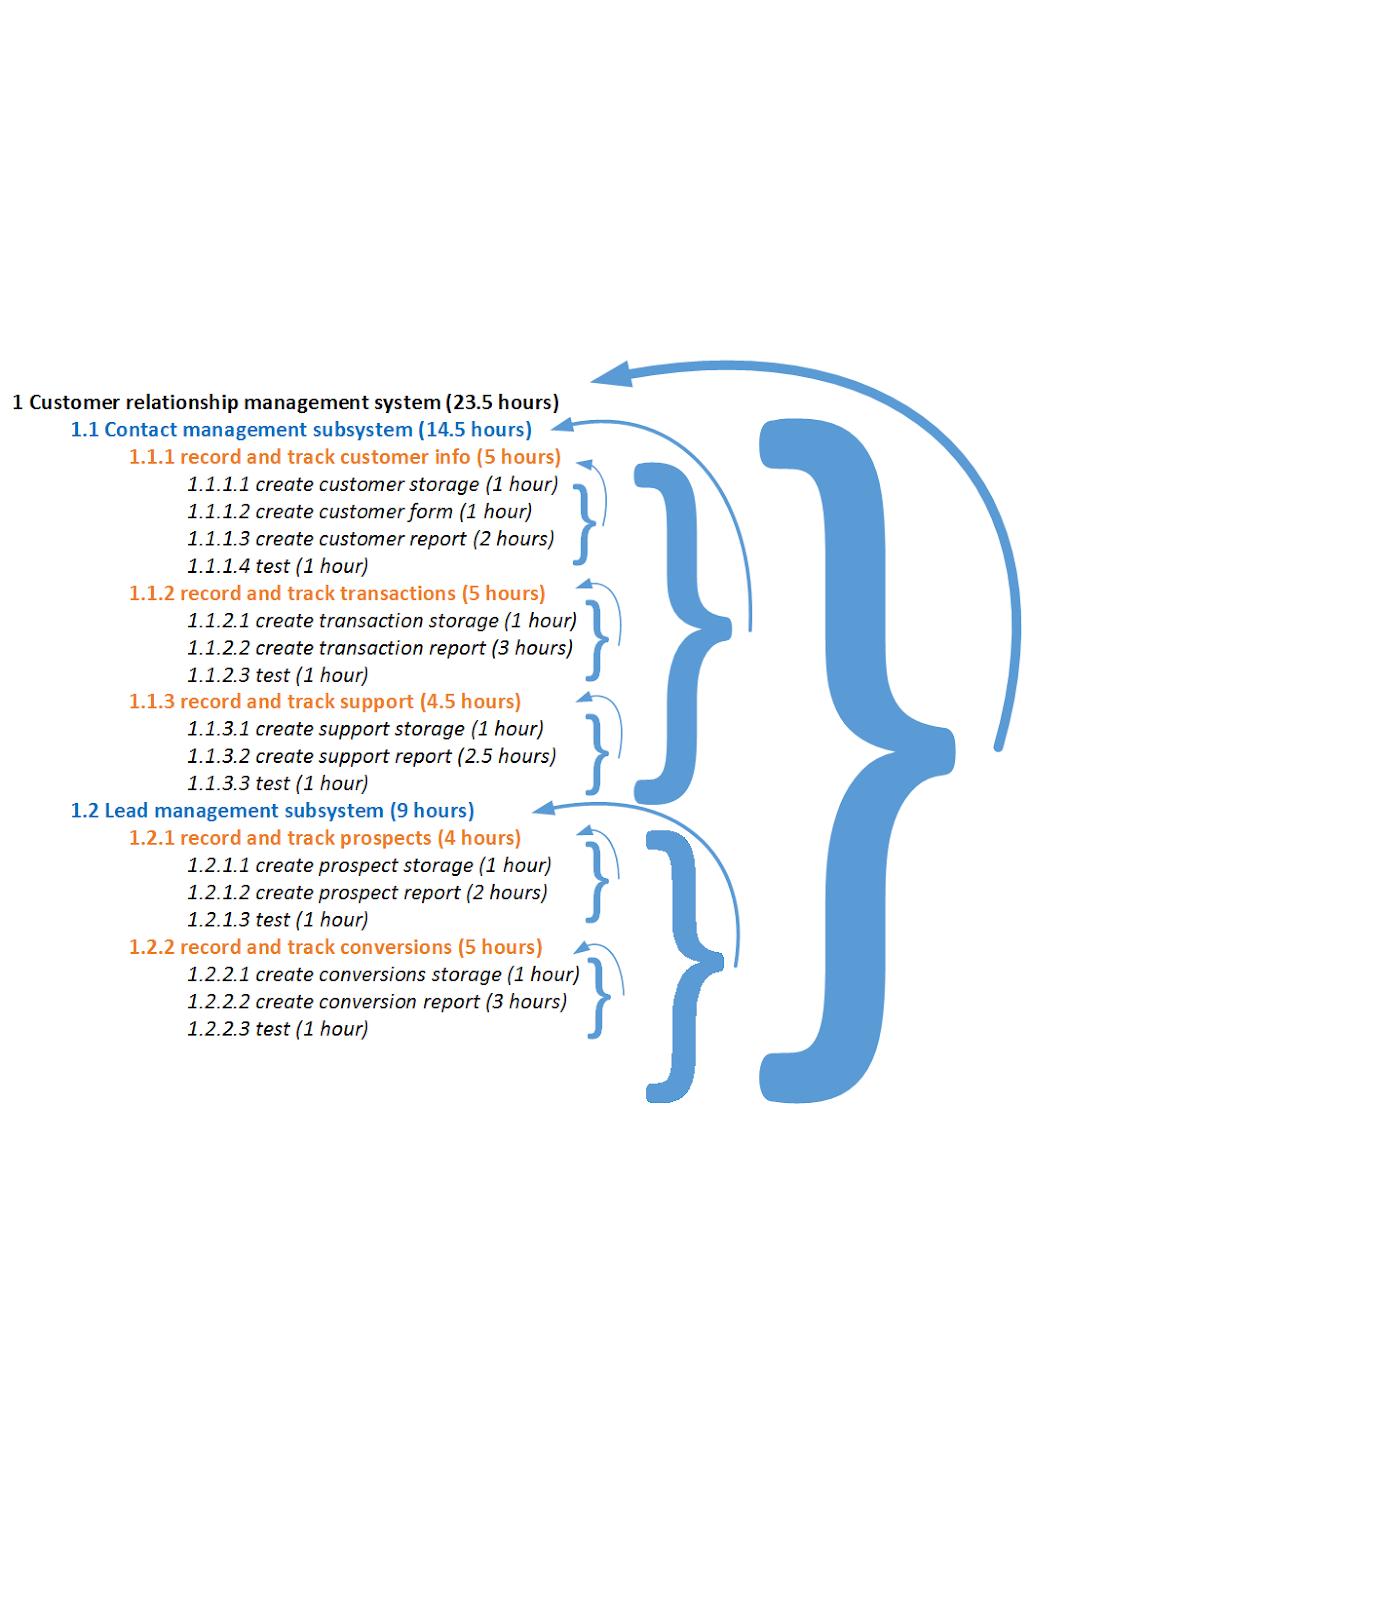 1 Customer relationship management system (23.5 hours)
1.1 Contact management subsystem (14.5 hours)
1.1.1 record and track customer info (5 hours)
1.1.1.1 create customer storage (1 hour)
1.1.1.2 create customer form (1 hour)
1.1.1.3 create customer report (2 hours)
1.1.1.4 test (1 hour)
1.1.2 record and track transactions (5 hours)
1.1.2.1 create transaction storage (1 hour)
1.1.2.2 create transaction report (3 hours)
1.1.2.3 test (1 hour)
1.1.3 record and track support (4.5 hours)
1.1.3.1 create support storage (1 hour)
1.1.3.2 create support report (2.5 hours)
1.1.3.3 test (1 hour)
1.2 Lead management subsystem (9 hours)
1.2.1 record and track prospects (4 hours)
1.2.1.1 create prospect storage (1 hour)
1.2.1.2 create prospect report (2 hours)
1.2.1.3 test (1 hour)
1.2.2 record and track conversions (5 hours)
1.2.2.1 create conversions storage (1 hour)
1.2.2.2 create conversion report (3 hours)
1.2.2.3 test (1 hour)